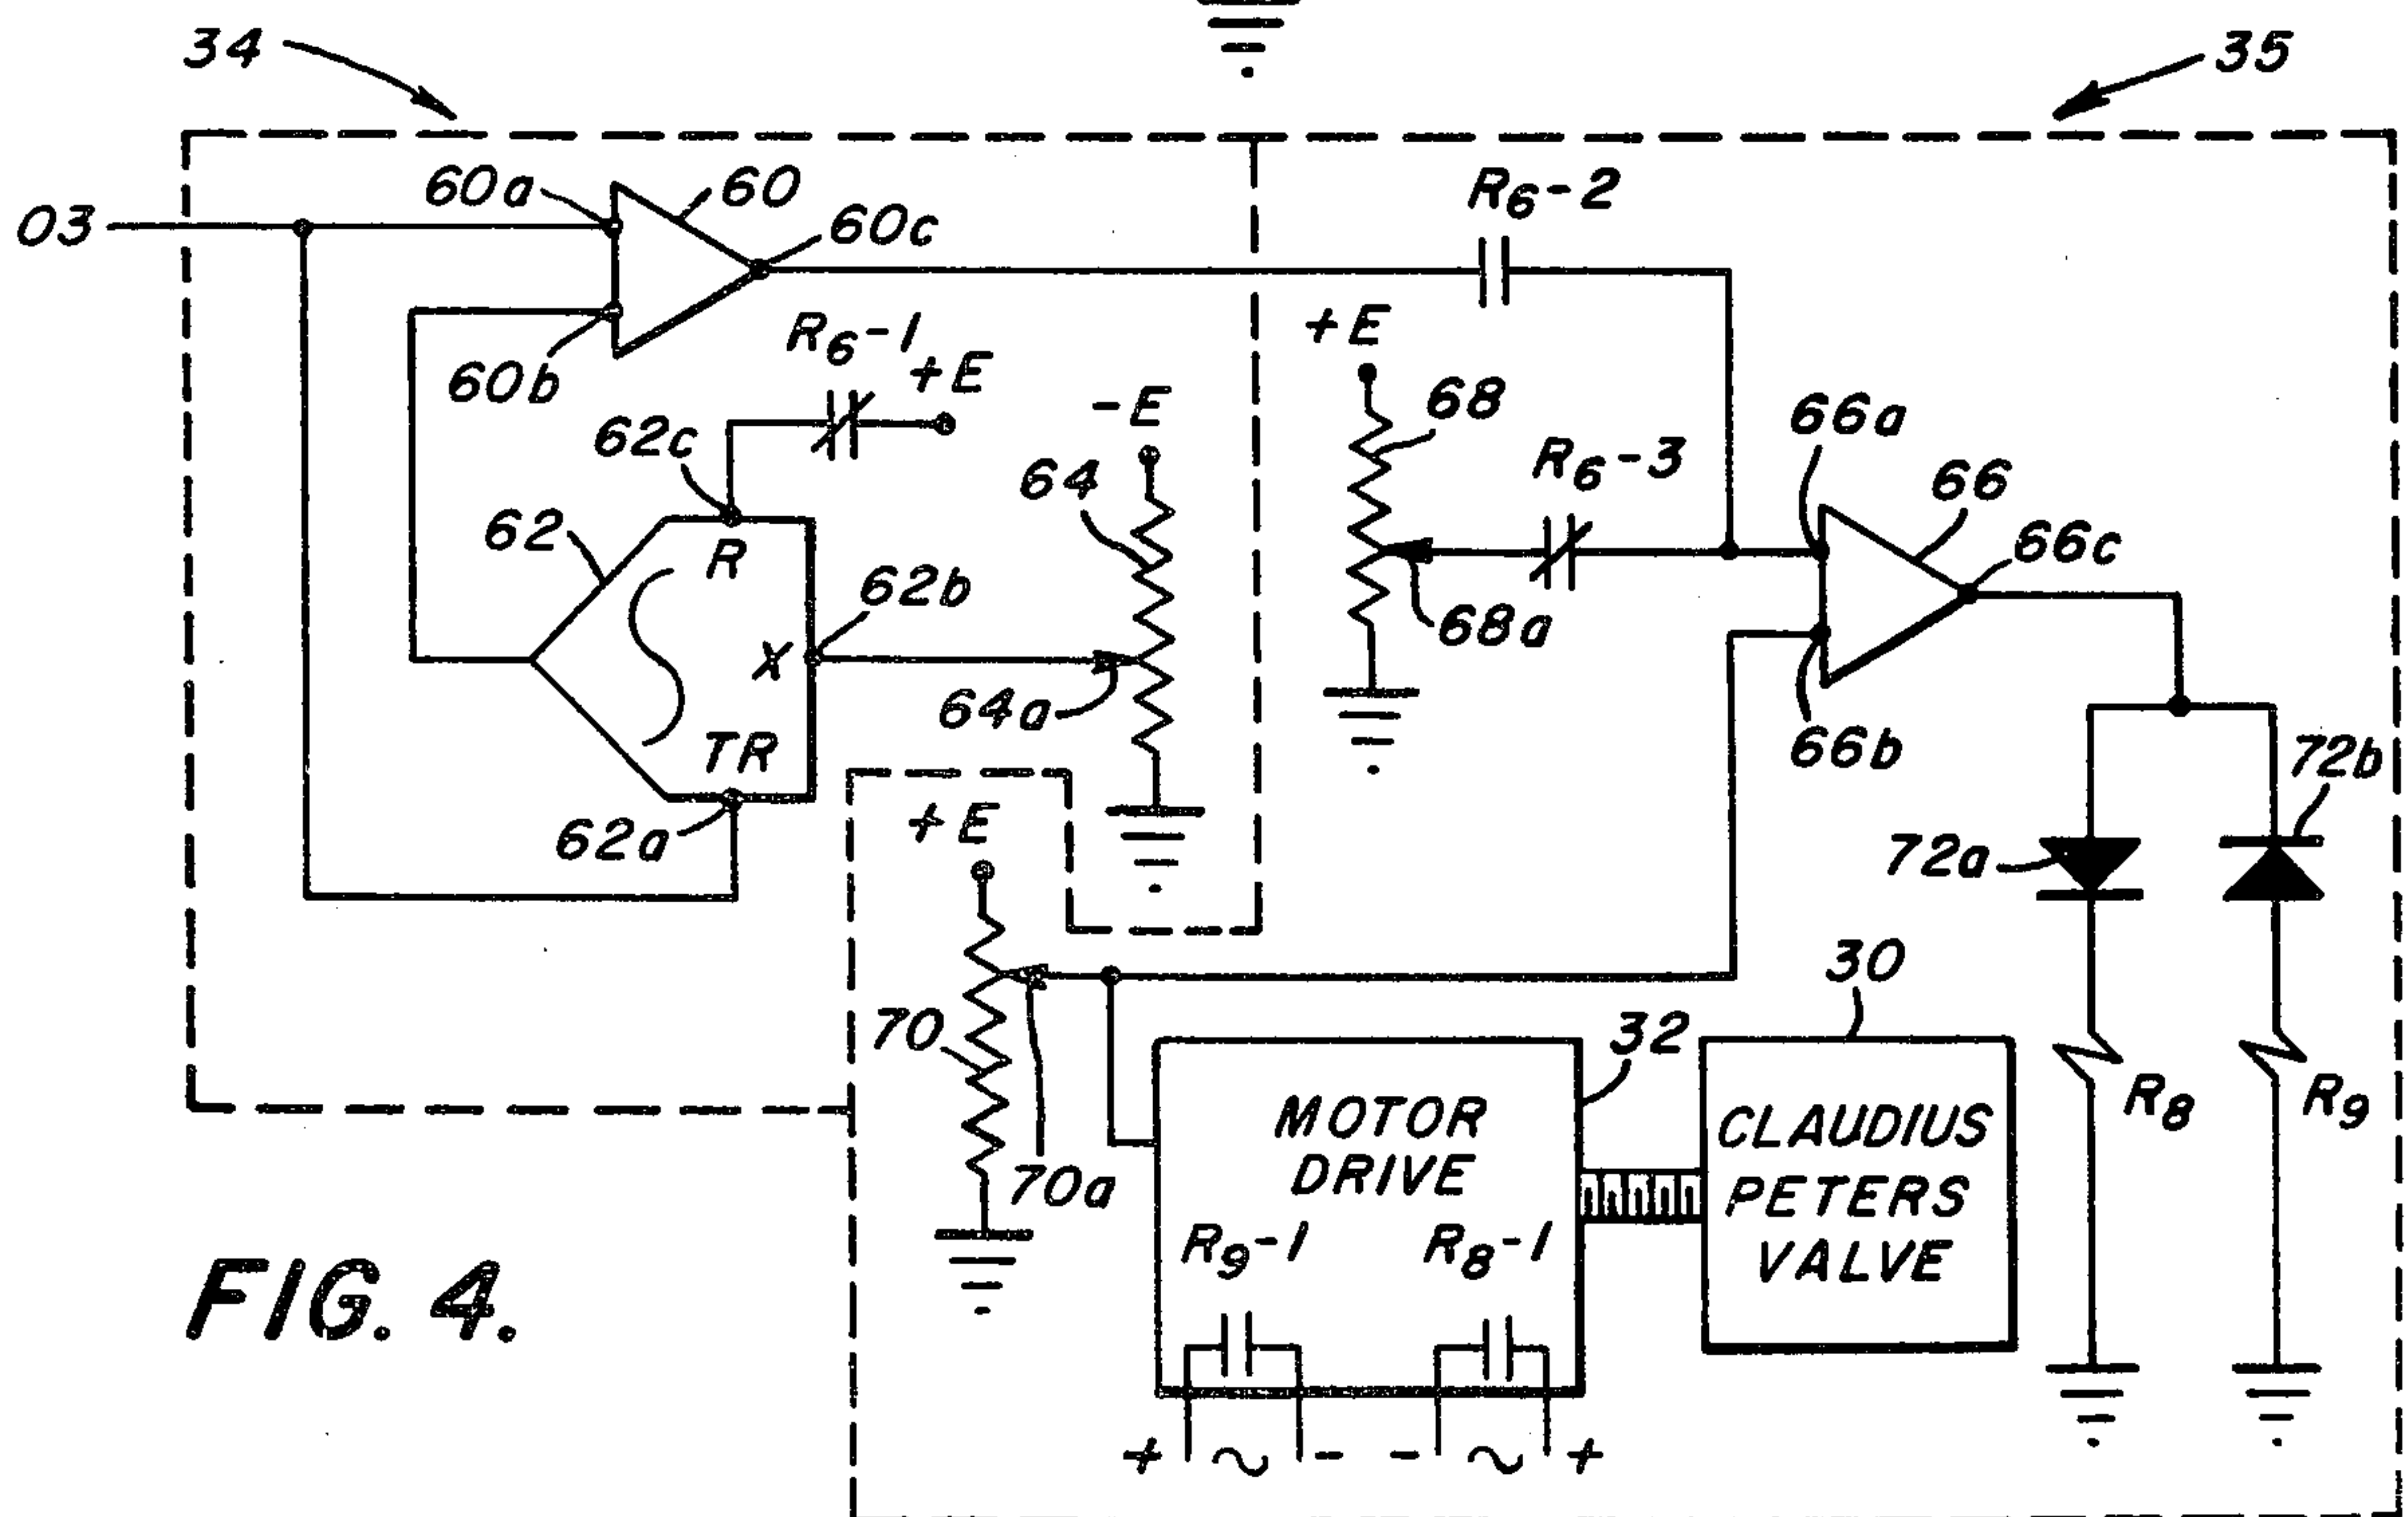 34
35
60a
60
60c
R6-2
03
60b
R6-1
+E
+E
-E
68
66a
62c
64
R6-3
66
62
R
62b
66c
X
68a
64a
TR
66b
72b
62a
+E
72a
30
70
32
MOTOR
DRIVE
CLAUDIUS
PETERS
VALVE
R8
R9
70a
R9-1
R8-1
FIG. 4.
+ ~ - - ~ +